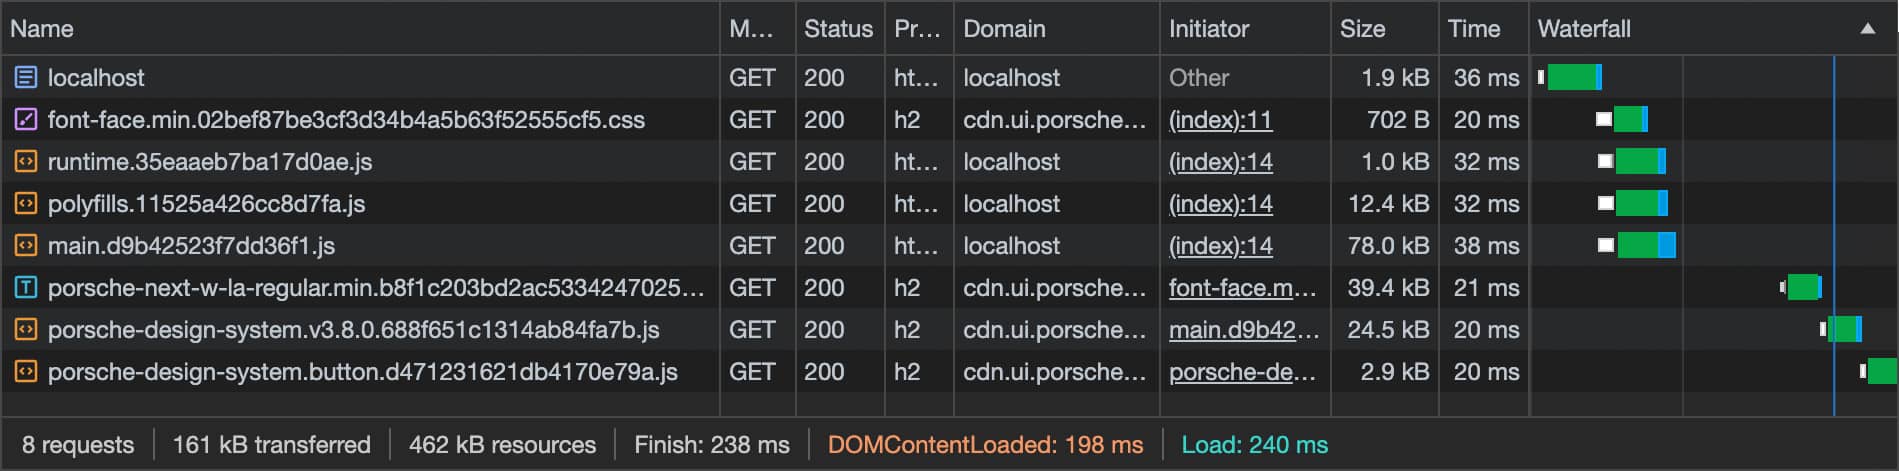 Name M... Status Pr... Domain Initiator Size Time Waterfall
localhost GET 200 ht... localhost Other 1.9 kB 36 ms
font-face.min.02bef87be3cf3d34b4a5b63f52555cf5.css GET 200 h2 cdn.ui.porsche... (index):11 702 B 20 ms
runtime.35eaaeb7ba17d0ae.js GET 200 ht... localhost (index):14 1.0 kB 32 ms
polyfills.11525a426cc8d7fa.js GET 200 ht... localhost (index):14 12.4 kB 32 ms
main.d9b42523f7dd36f1.js GET 200 ht... localhost (index):14 78.0 kB 38 ms
porsche-next-w-la-regular.min.b8f1c203bd2ac5334247025... GET 200 h2 cdn.ui.porsche... font-face.m... 39.4 kB 21 ms
porsche-design-system.v3.8.0.688f651c1314ab84fa7b.js GET 200 h2 cdn.ui.porsche... main.d9b42... 24.5 kB 20 ms
porsche-design-system.button.d471231621db4170e79a.js GET 200 h2 cdn.ui.porsche... porsche-de... 2.9 kB 20 ms
8 requests 161 kB transferred 462 kB resources Finish: 238 ms DOMContentLoaded: 198 ms Load: 240 ms